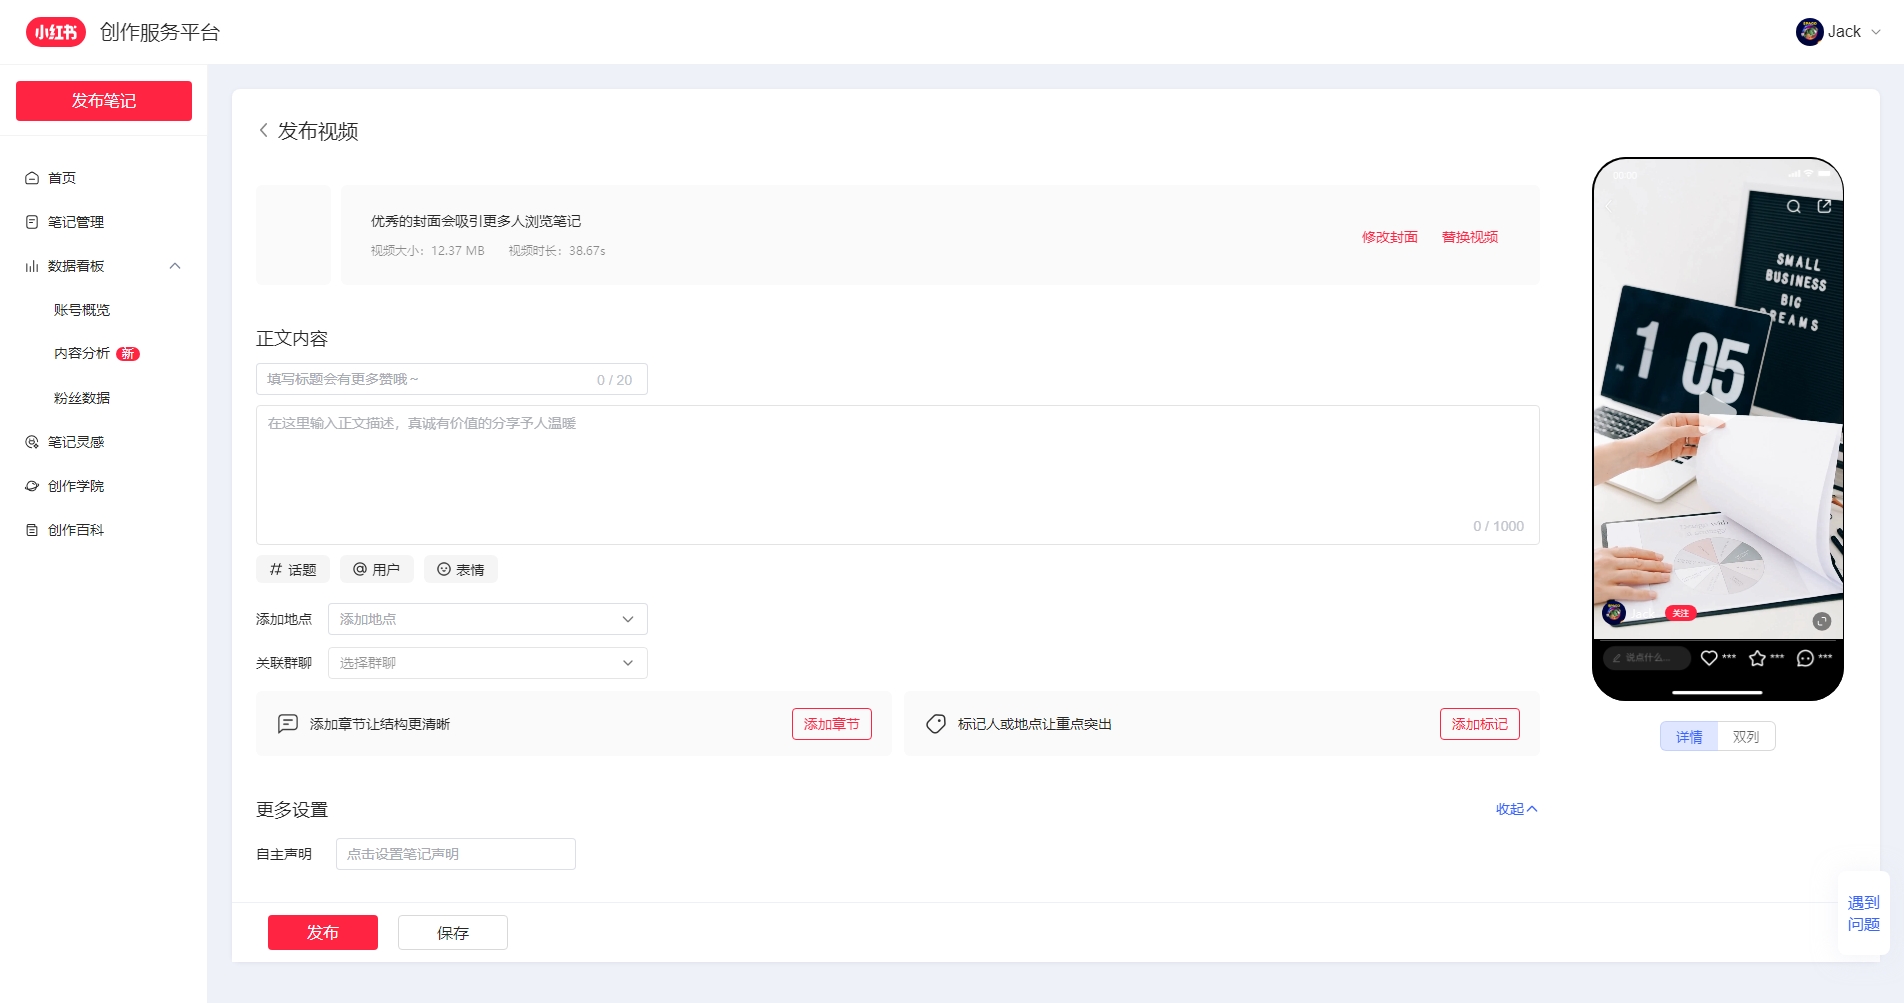 小红书 创作服务平台
Jack
发布笔记
首页
笔记管理
数据看板
账号概览
内容分析 新
粉丝数据
笔记灵感
创作学院
创作百科
发布视频
优秀的封面会吸引更多人浏览笔记
视频大小：12.37 MB 视频时长：38.67s
修改封面 替换视频
正文内容
填写标题会有更多赞哦~ 0 / 20
在这里输入正文描述，真诚有价值的分享予人温暖
0 / 1000
# 话题 @ 用户 表情
添加地点 添加地点
关联群聊 选择群聊
添加章节让结构更清晰 添加章节
标记人或地点让重点突出 添加标记
更多设置 收起
自主声明 点击设置笔记声明
发布 保存
00:00
SMALL
BUSINESS
BIG
DREAMS
1 05
Jack 关注
说点什么...
*** *** ***
详情 双列
遇到
问题